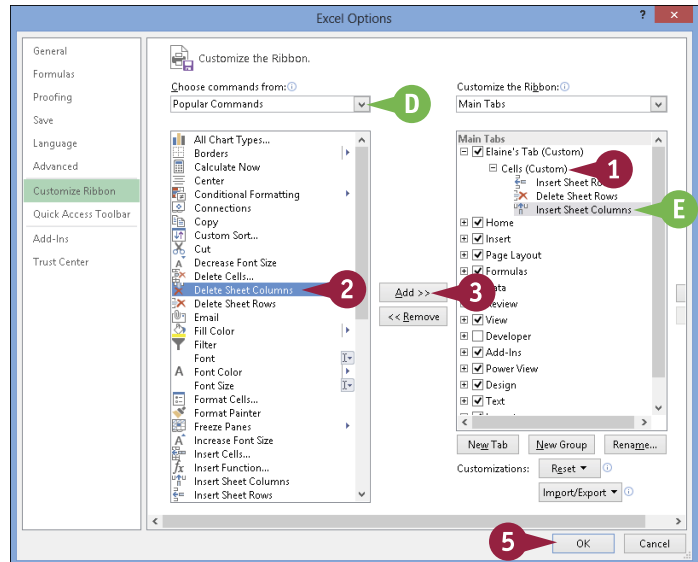 Excel Options
?
×
General
Formulas
Proofing
Save
Language
Advanced
Customize Ribbon
Quick Access Toolbar
Add-Ins
Trust Center
Customize the Ribbon.
Choose commands from:
Popular Commands
D
All Chart Types...
Borders
Calculate Now
Center
Conditional Formatting
Connections
Copy
Custom Sort...
Cut
Decrease Font Size
Delete Cells...
Delete Sheet Columns
2
Delete Sheet Rows
Email
Fill Color
Filter
Font
Font Color
Font Size
Format Cells...
Format Painter
Freeze Panes
Increase Font Size
Insert Cells...
Insert Function...
Insert Sheet Columns
Insert Sheet Rows
Add >>
3
<< Remove
Customize the Ribbon:
Main Tabs
Main Tabs
Elaine's Tab (Custom)
Cells (Custom)
1
Insert Sheet
Delete Sheet Rows
Insert Sheet Columns
E
Home
Insert
Page Layout
Formulas
View
Developer
Add-Ins
Power View
Design
Text
New Tab
New Group
Rename...
Customizations:
Reset
Import/Export
5
OK
Cancel